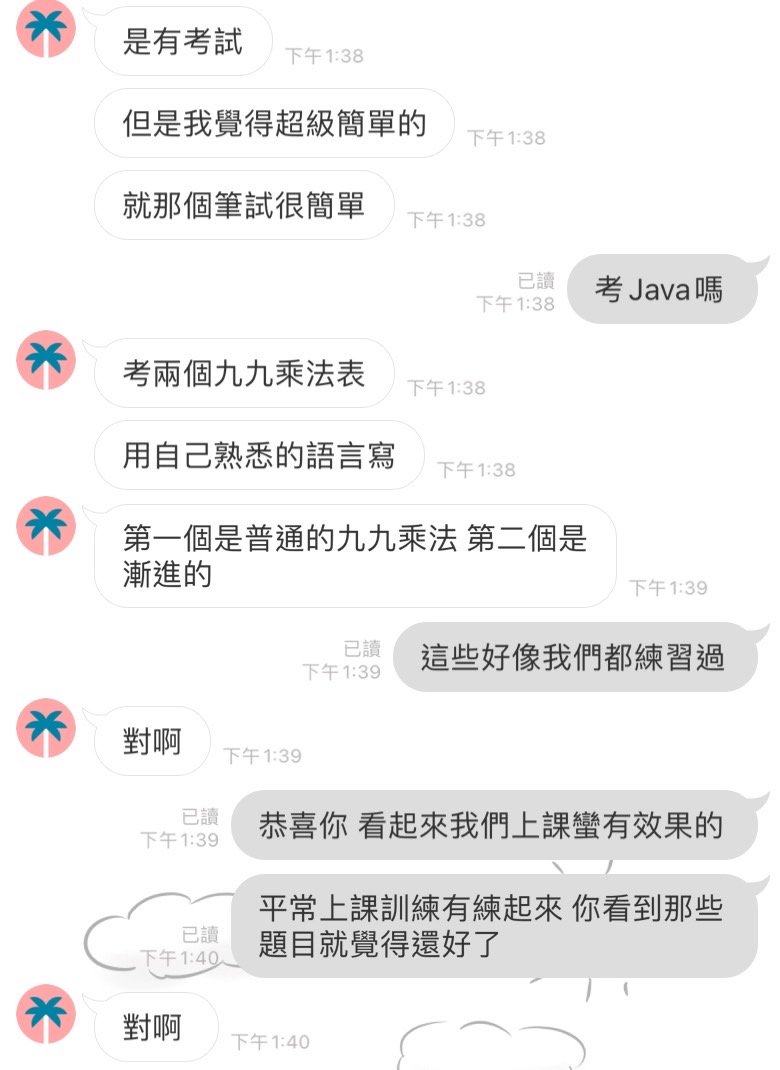 是有考試
下午1:38
但是我覺得超級簡單的
下午1:38
就那個筆試很簡單
下午1:38
已讀
下午1:38
考Java嗎
考兩個九九乘法表
下午1:38
用自己熟悉的語言寫
下午1:38
第一個是普通的九九乘法 第二個是
漸進的
下午1:39
已讀
下午1:39
這些好像我們都練習過
對啊
下午1:39
已讀
下午1:39
恭喜你 看起來我們上課蠻有效果的
平常上課訓練有練起來 你看到那些
題目就覺得還好了
已讀
下午1:40
對啊
下午1:40